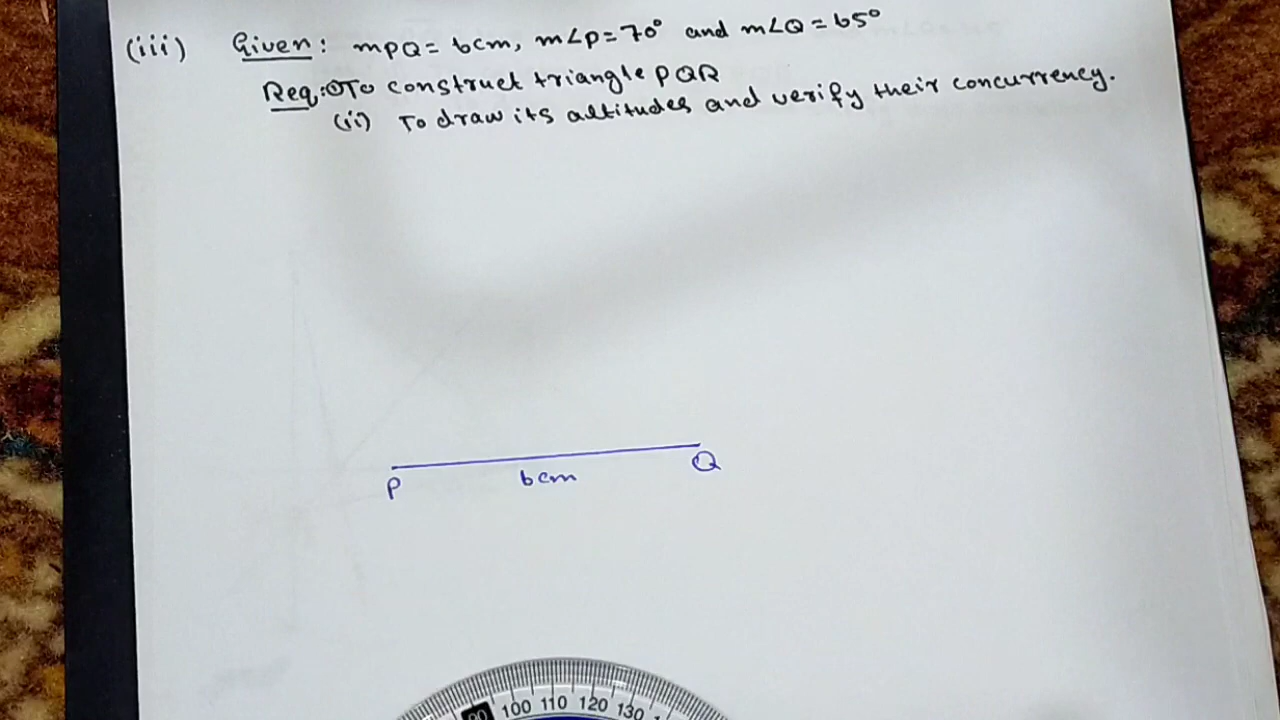 (iii) Given: mPQ = 6cm, m∠P = 70° and m∠Q = 65°
Req: (i) To construct triangle PQR
(ii) To draw its altitudes and verify their concurrency.
P 6cm Q
100 110 120 130